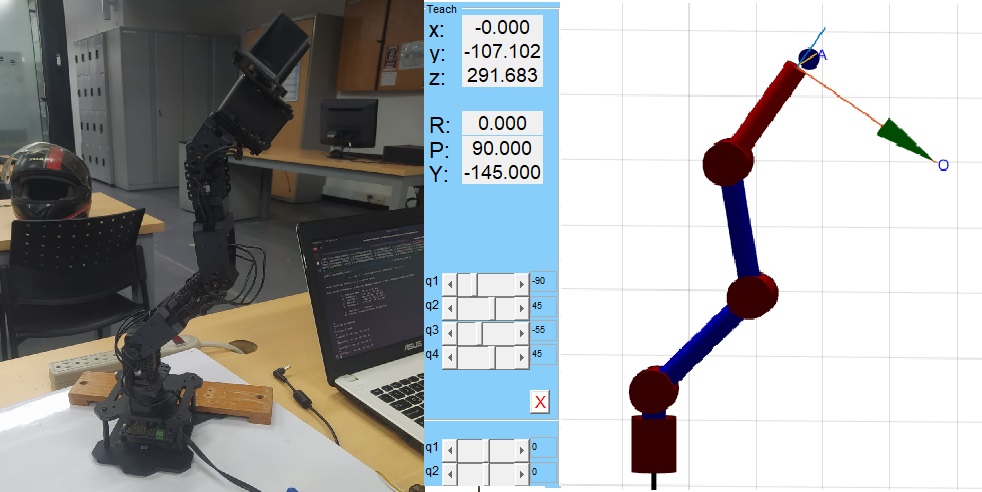 Teach
x: -0.000
y: -107.102
z: 291.683
R: 0.000
P: 90.000
Y: -145.000
q1 -90
q2 45
q3 -55
q4 45
X
q1 0
q2 0
A
O
ASUS